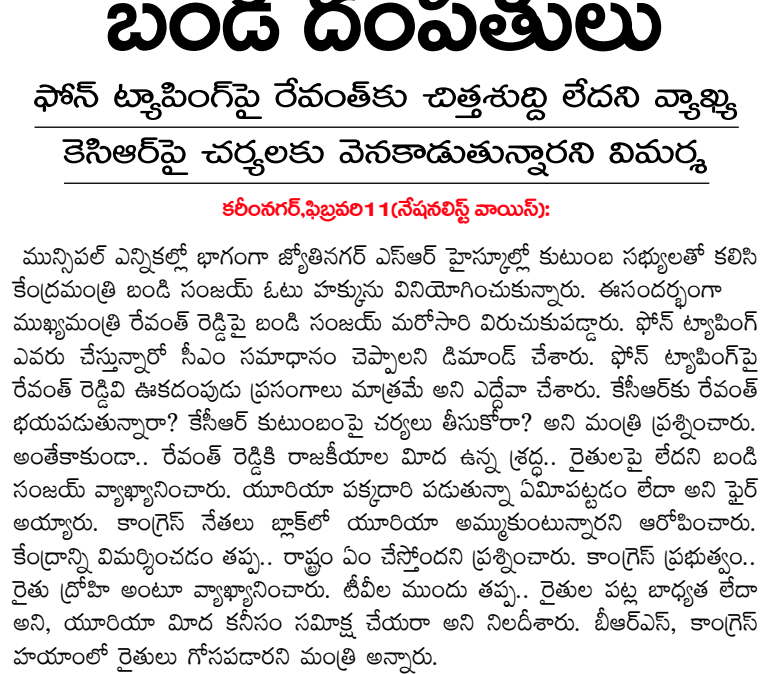 బండి దంపతులు
ఫోన్ ట్యాపింగ్‌పై రేవంత్‌కు చిత్తశుద్ది లేదని వ్యాఖ్య
కెసిఆర్‌పై చర్యలకు వెనకాడుతున్నారని విమర్శ
కరీంనగర్,ఫిబ్రవరి11(నేషనలిస్ట్ వాయిస్):
మున్సిపల్ ఎన్నికల్లో భాగంగా జ్యోతినగర్ ఎస్ఆర్ హైస్కూల్లో కుటుంబ సభ్యులతో కలిసి
కేంద్రమంత్రి బండి సంజయ్ ఓటు హక్కును వినియోగించుకున్నారు. ఈసందర్భంగా
ముఖ్యమంత్రి రేవంత్ రెడ్డిపై బండి సంజయ్ మరోసారి విరుచుకుపడ్డారు. ఫోన్ ట్యాపింగ్
ఎవరు చేస్తున్నారో సీఎం సమాధానం చెప్పాలని డిమాండ్ చేశారు. ఫోన్ ట్యాపింగ్‌పై
రేవంత్ రెడ్డివి ఊకదంపుడు ప్రసంగాలు మాత్రమే అని ఎద్దేవా చేశారు. కేసీఆర్‌కు రేవంత్
భయపడుతున్నారా? కేసీఆర్ కుటుంబంపై చర్యలు తీసుకోరా? అని మంత్రి ప్రశ్నించారు.
అంతేకాకుండా.. రేవంత్ రెడ్డికి రాజకీయాల మీద ఉన్న శ్రద్ధ.. రైతులపై లేదని బండి
సంజయ్ వ్యాఖ్యానించారు. యూరియా పక్కదారి పడుతున్నా ఏమీపట్టడం లేదా అని ఫైర్
అయ్యారు. కాంగ్రెస్ నేతలు బ్లాక్‌లో యూరియా అమ్ముకుంటున్నారని ఆరోపించారు.
కేంద్రాన్ని విమర్శించడం తప్ప.. రాష్ట్రం ఏం చేస్తోందని ప్రశ్నించారు. కాంగ్రెస్ ప్రభుత్వం..
రైతు ద్రోహి అంటూ వ్యాఖ్యానించారు. టీవీల ముందు తప్ప.. రైతుల పట్ల బాధ్యత లేదా
అని, యూరియా మీద కనీసం సమీక్ష చేయరా అని నిలదీశారు. బీఆర్ఎస్, కాంగ్రెస్
హయాంలో రైతులు గోసపడారని మంత్రి అన్నారు.